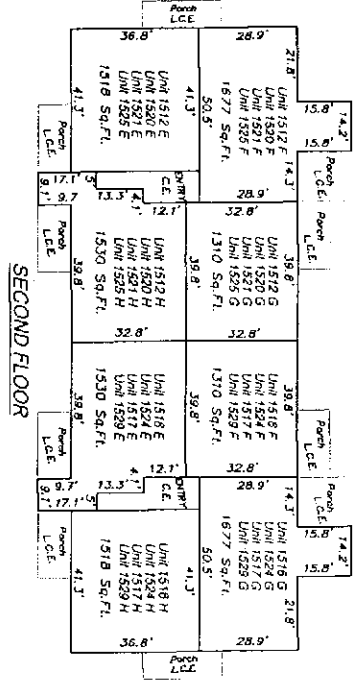 Porch
L.C.E.
36.8'
28.9'
21.8'
15.8'
14.2'
15.8'
Porch
L.C.E.
14.3'
41.3'
Unit 1512 E
Unit 1520 E
Unit 1521 E
Unit 1525 E
1518 Sq.Ft.
41.3'
50.5'
Unit 1512 F
Unit 1520 F
Unit 1521 F
Unit 1525 F
1677 Sq.Ft.
Porch
L.C.E.
ENTRY
C.E.
17.1'
5'
9.1'
9.7
13.3'
4.1'
12.1'
28.9'
32.8'
Porch
L.C.E.
Porch
L.C.E.
39.8'
Unit 1512 H
Unit 1520 H
Unit 1521 H
Unit 1525 H
1530 Sq.Ft.
39.8'
Unit 1512 G
Unit 1520 G
Unit 1521 G
Unit 1525 G
1310 Sq.Ft.
39.8'
32.8'
32.8'
SECOND FLOOR
39.8'
Unit 1518 E
Unit 1524 E
Unit 1517 E
Unit 1529 E
1530 Sq.Ft.
39.8'
Unit 1518 F
Unit 1524 F
Unit 1517 F
Unit 1529 F
1310 Sq.Ft.
39.8'
Porch
L.C.E.
Porch
L.C.E.
12.1'
32.8'
4.1'
13.3'
9.7'
9.1'
17.1'
5'
ENTRY
C.E.
28.9'
14.3'
15.8'
14.2'
15.8'
Porch
L.C.E.
41.3'
Unit 1518 H
Unit 1524 H
Unit 1517 H
Unit 1529 H
1518 Sq.Ft.
41.3'
50.5'
Unit 1516 G
Unit 1524 G
Unit 1517 G
Unit 1529 G
1677 Sq.Ft.
21.8'
Porch
L.C.E.
36.8'
28.9'
Porch
L.C.E.